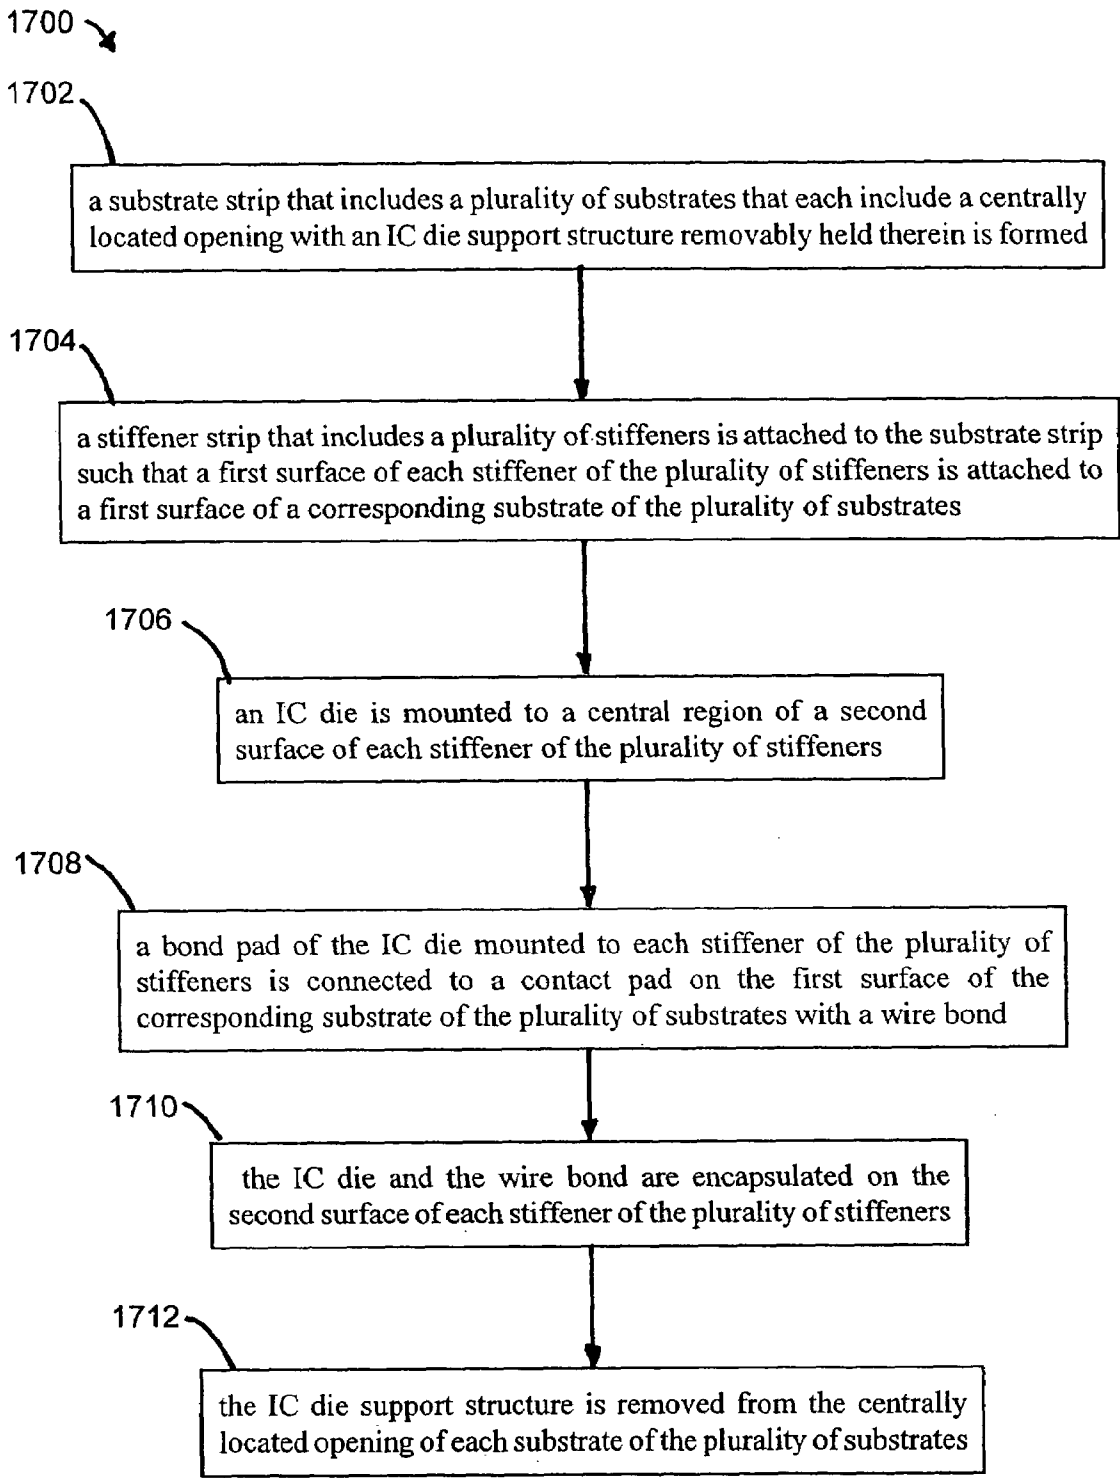 1700
1702
a substrate strip that includes a plurality of substrates that each include a centrally
located opening with an IC die support structure removably held therein is formed
1704
a stiffener strip that includes a plurality of stiffeners is attached to the substrate strip
such that a first surface of each stiffener of the plurality of stiffeners is attached to
a first surface of a corresponding substrate of the plurality of substrates
1706
an IC die is mounted to a central region of a second
surface of each stiffener of the plurality of stiffeners
1708
a bond pad of the IC die mounted to each stiffener of the plurality of
stiffeners is connected to a contact pad on the first surface of the
corresponding substrate of the plurality of substrates with a wire bond
1710
the IC die and the wire bond are encapsulated on the
second surface of each stiffener of the plurality of stiffeners
1712
the IC die support structure is removed from the centrally
located opening of each substrate of the plurality of substrates